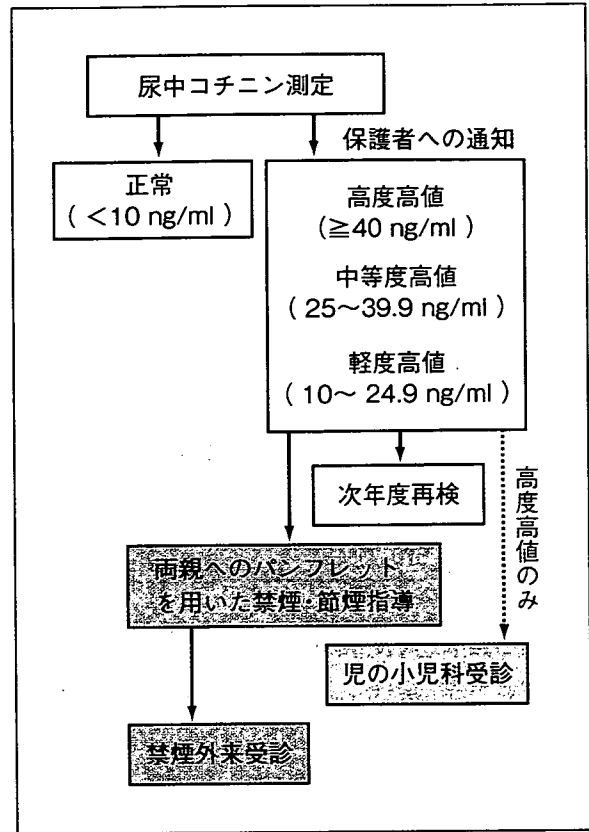 尿中コチニン測定
保護者への通知
正常
( <10 ng/ml )
高度高値
(≧40 ng/ml )
中等度高値
( 25～39.9 ng/ml )
軽度高値
( 10～ 24.9 ng/ml )
次年度再検
高度高値のみ
両親へのパンフレット
を用いた禁煙・節煙指導
児の小児科受診
禁煙外来受診